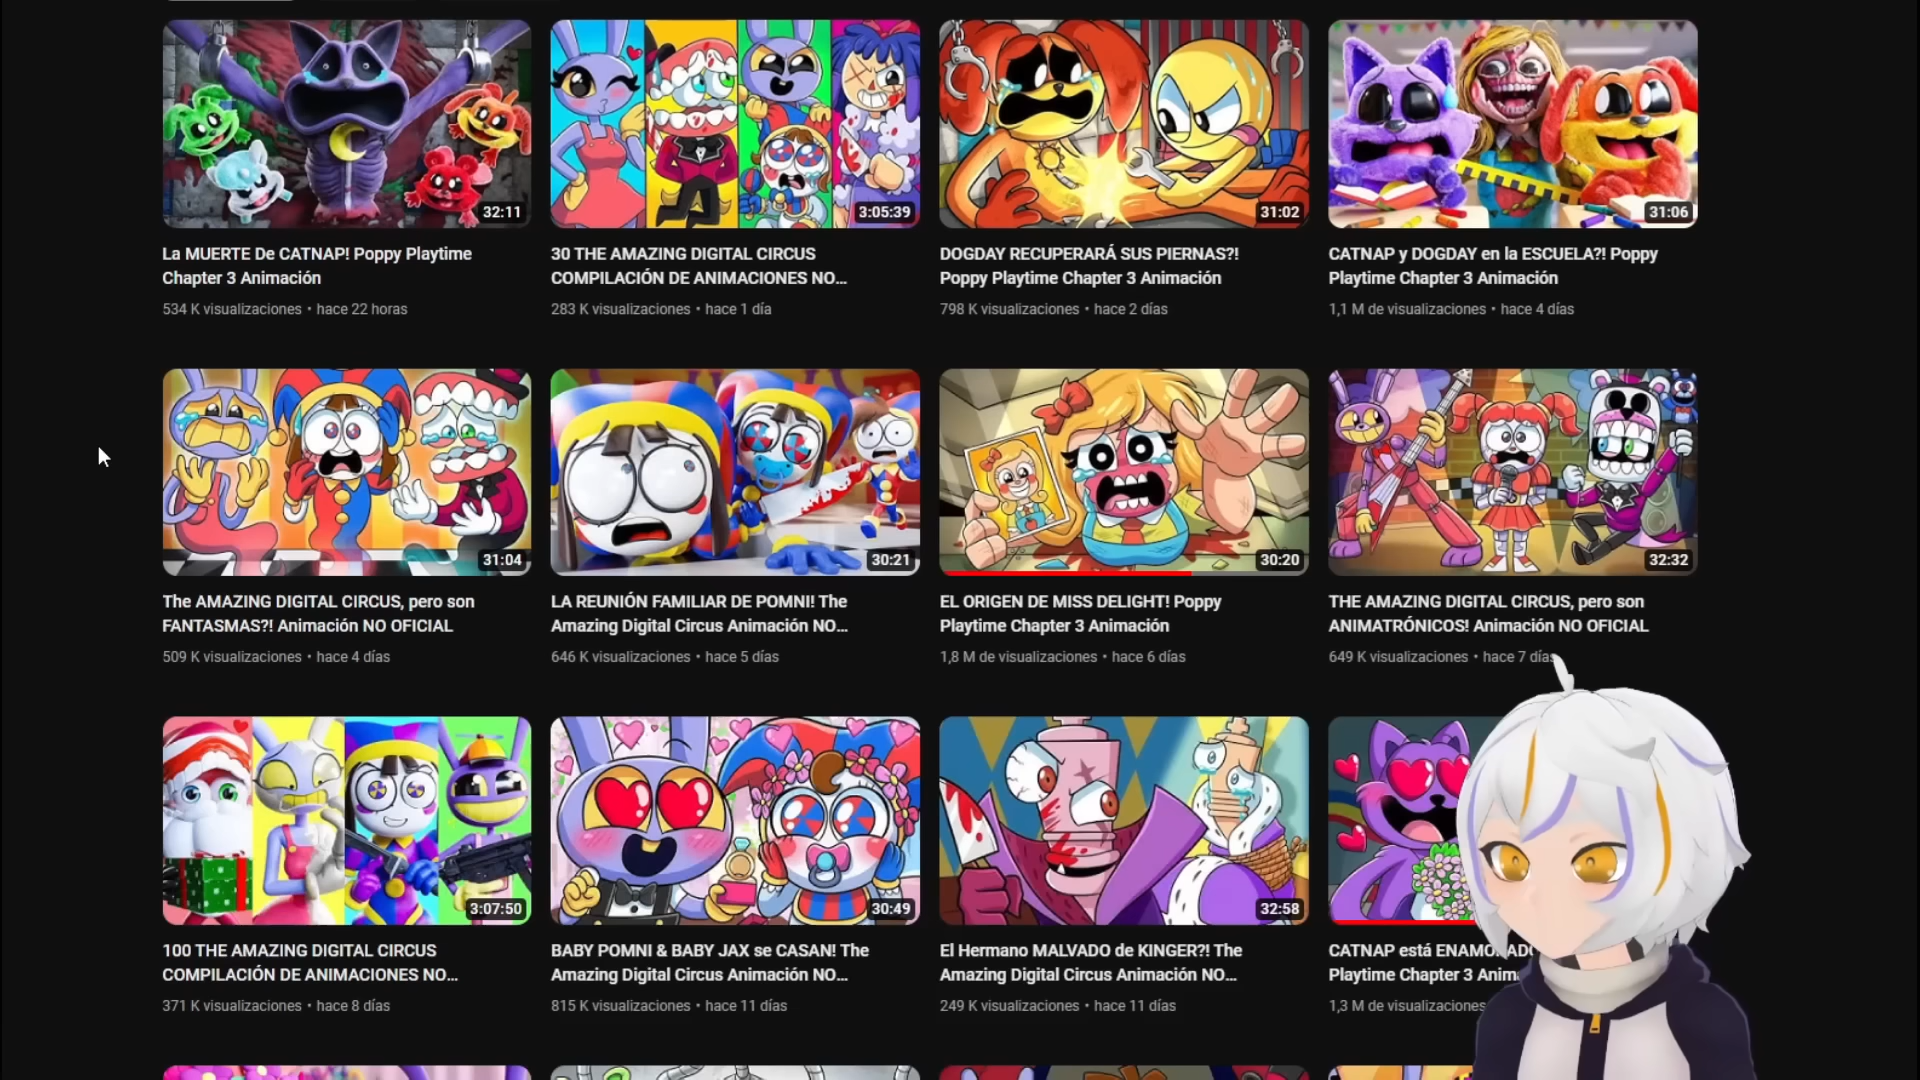 32:11
3:05:39
31:02
31:06
La MUERTE De CATNAP! Poppy Playtime
Chapter 3 Animación
534 K visualizaciones • hace 22 horas
30 THE AMAZING DIGITAL CIRCUS
COMPILACIÓN DE ANIMACIONES NO...
283 K visualizaciones • hace 1 día
DOGDAY RECUPERARÁ SUS PIERNAS?!
Poppy Playtime Chapter 3 Animación
798 K visualizaciones • hace 2 días
CATNAP y DOGDAY en la ESCUELA?! Poppy
Playtime Chapter 3 Animación
1,1 M de visualizaciones • hace 4 días
31:04
30:21
30:20
32:32
The AMAZING DIGITAL CIRCUS, pero son
FANTASMAS?! Animación NO OFICIAL
509 K visualizaciones • hace 4 días
LA REUNIÓN FAMILIAR DE POMNI! The
Amazing Digital Circus Animación NO...
646 K visualizaciones • hace 5 días
EL ORIGEN DE MISS DELIGHT! Poppy
Playtime Chapter 3 Animación
1,8 M de visualizaciones • hace 6 días
THE AMAZING DIGITAL CIRCUS, pero son
ANIMATRÓNICOS! Animación NO OFICIAL
649 K visualizaciones • hace 7 días
3:07:50
30:49
32:58
100 THE AMAZING DIGITAL CIRCUS
COMPILACIÓN DE ANIMACIONES NO...
371 K visualizaciones • hace 8 días
BABY POMNI & BABY JAX se CASAN! The
Amazing Digital Circus Animación NO...
815 K visualizaciones • hace 11 días
El Hermano MALVADO de KINGER?! The
Amazing Digital Circus Animación NO...
249 K visualizaciones • hace 11 días
CATNAP está
Playtime Chapter 3
1,3 M de visualizaciones